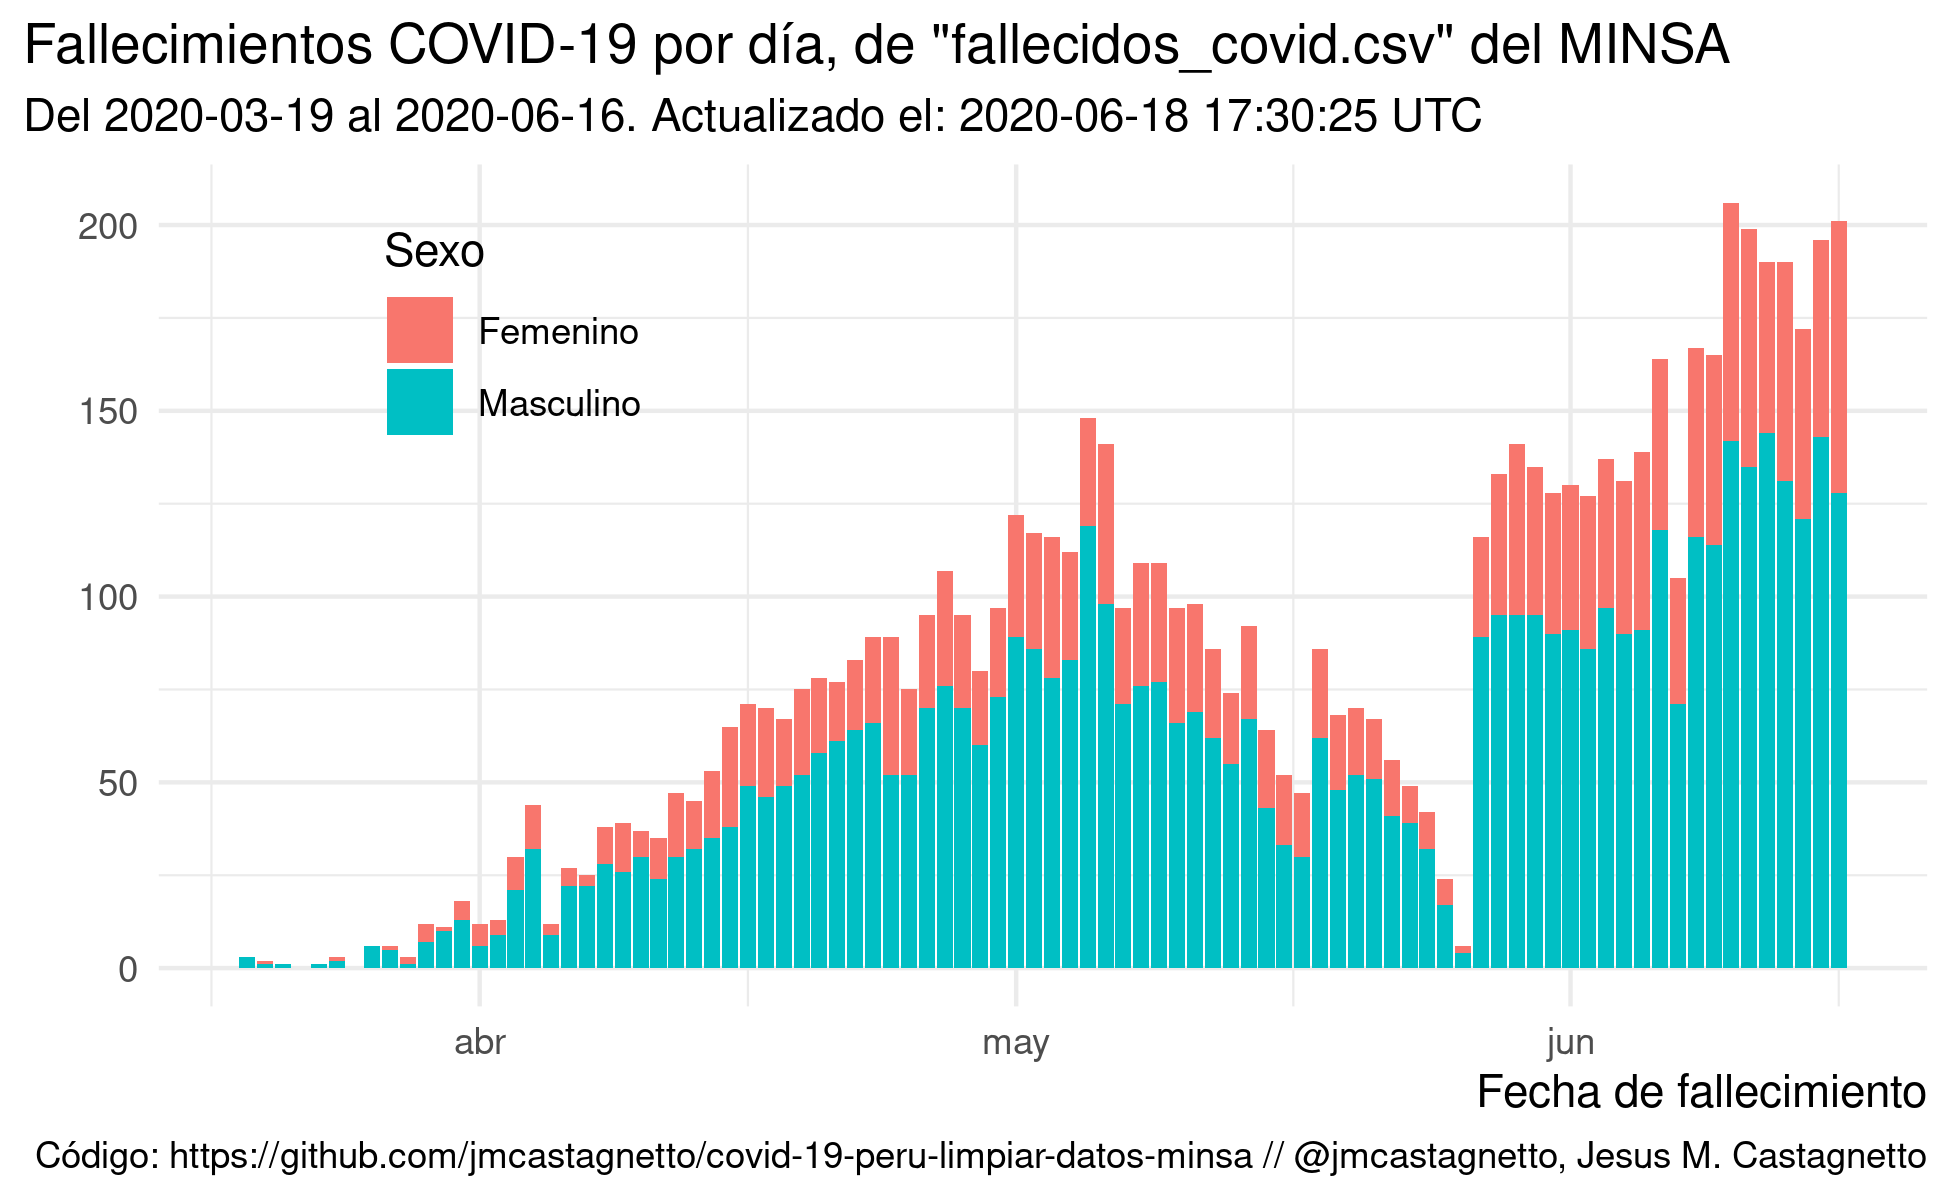 Fallecimientos COVID-19 por día, de "fallecidos_covid.csv" del MINSA
Del 2020-03-19 al 2020-06-16. Actualizado el: 2020-06-18 17:30:25 UTC
200
150
100
50
0
Sexo
Femenino
Masculino
abr
may
jun
Fecha de fallecimiento
Código: https://github.com/jmcastagnetto/covid-19-peru-limpiar-datos-minsa // @jmcastagnetto, Jesus M. Castagnetto